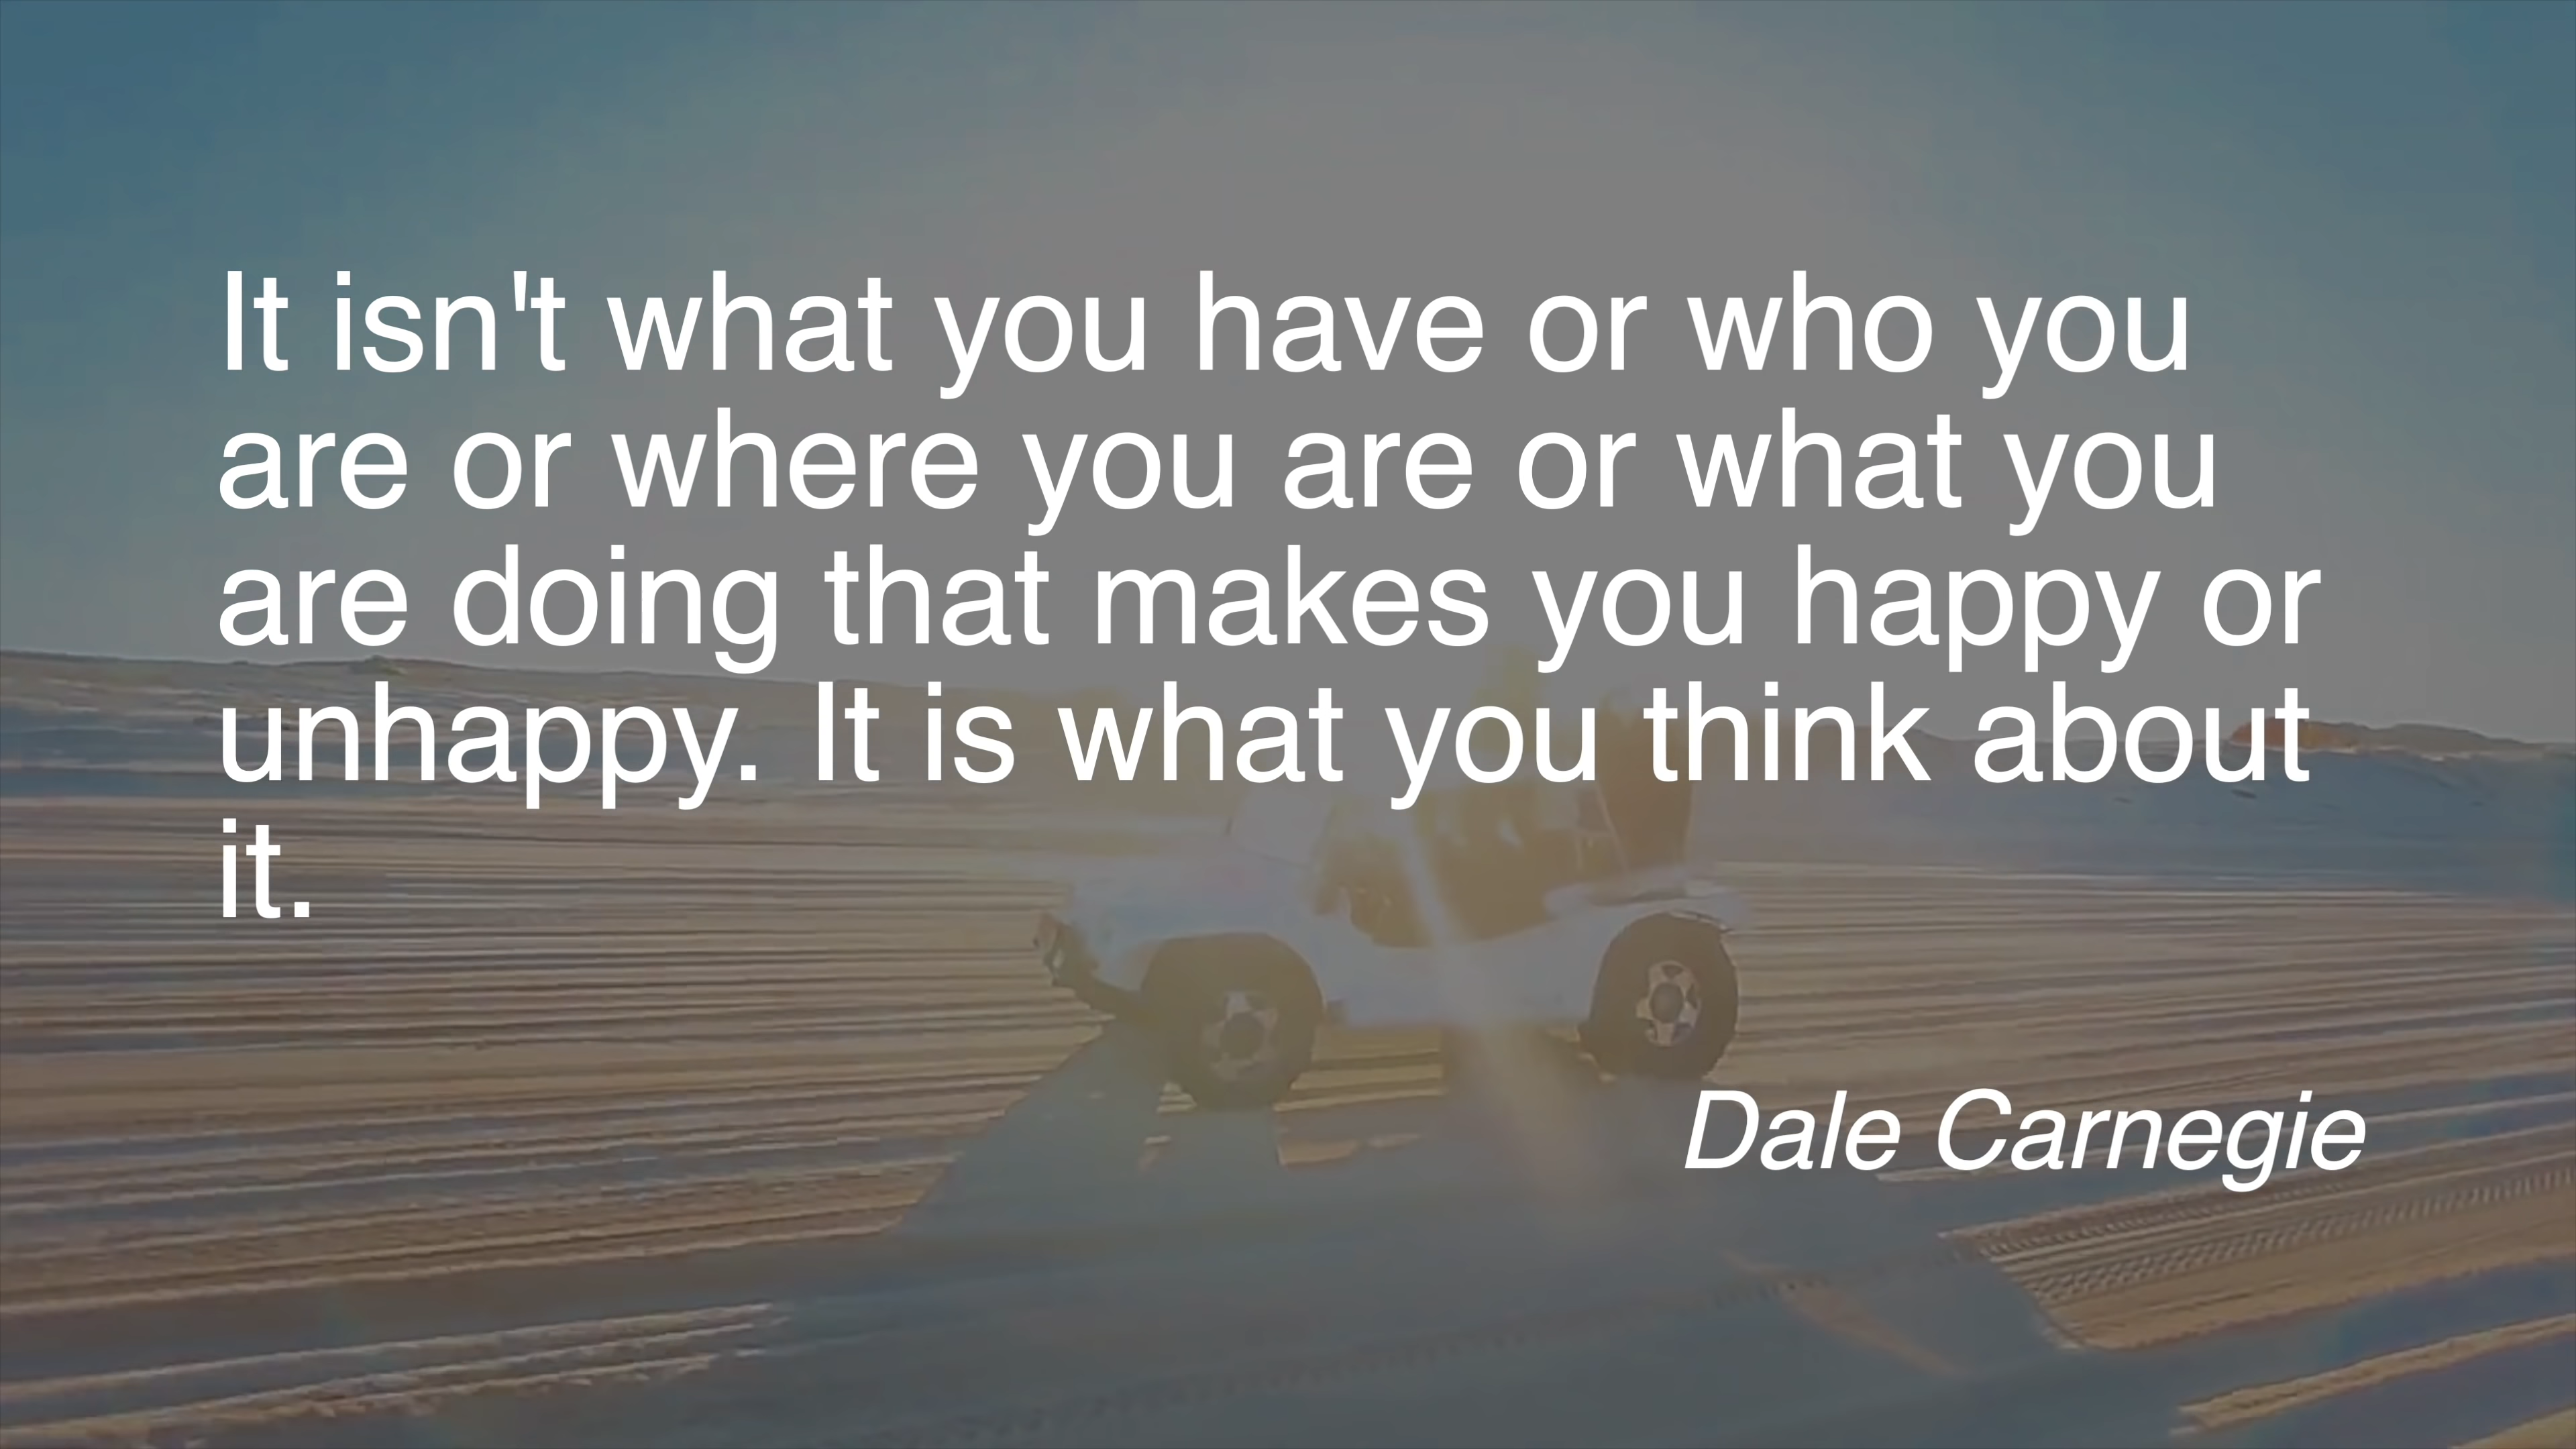 It isn't what you have or who you
are or where you are or what you
are doing that makes you happy or
unhappy. It is what you think about
it.
Dale Carnegie